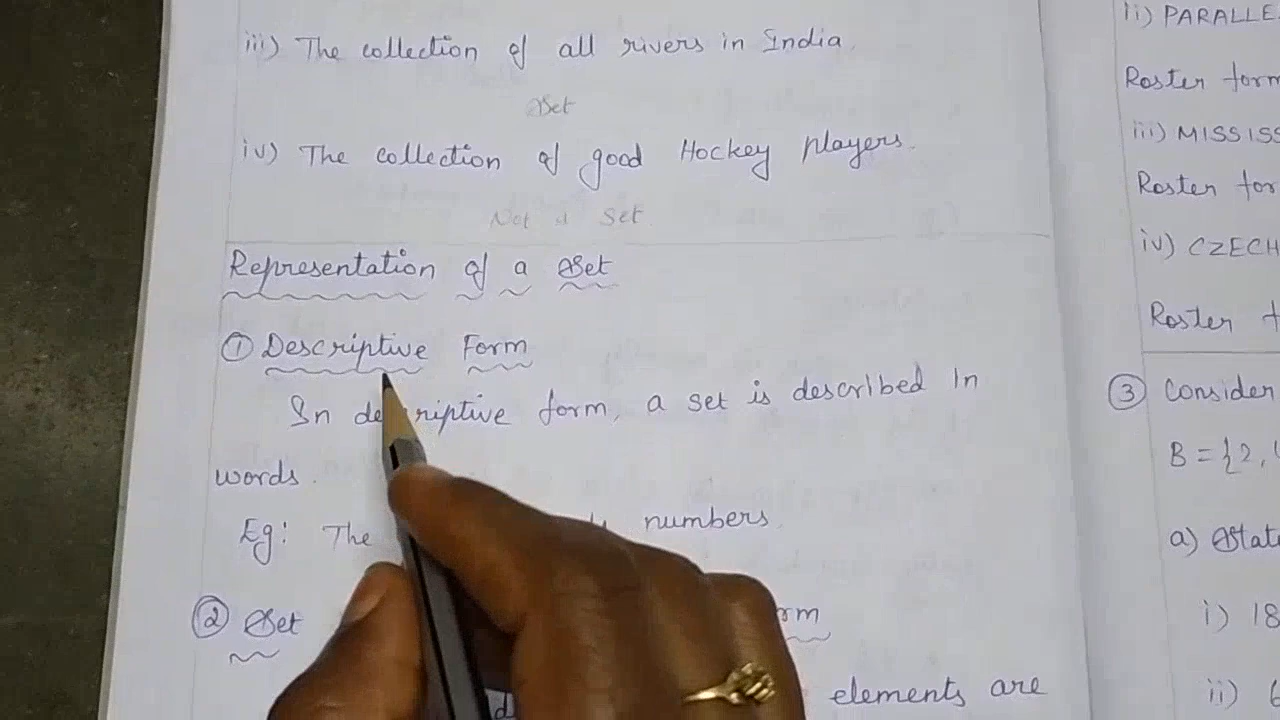 iii) The collection of all rivers in India.
Set
iv) The collection of good Hockey players.
Not a Set.
Representation of a Set
① Descriptive Form
In descriptive form, a set is described in
words.
Eg: The numbers.
② Set
elements are
ii) PARALLE
Roster form
iii) MISSISS
Roster for
iv) CZECH
Roster f
③ Consider
B = {2,
a) State
i) 18
ii) 6